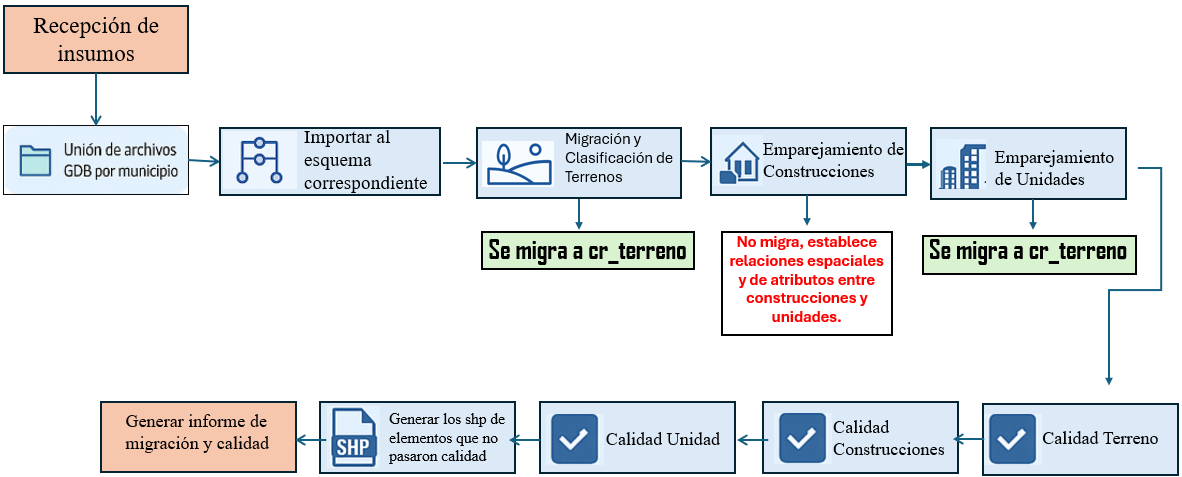 Recepción de
insumos
Unión de archivos
GDB por municipio
Importar al
esquema
correspondiente
Migración y
Clasificación de
Terrenos
Emparejamiento de
Construcciones
Emparejamiento
de Unidades
Se migra a cr_terreno
No migra, establece
relaciones espaciales
y de atributos entre
construcciones y
unidades.
Se migra a cr_terreno
Calidad Terreno
Calidad
Construcciones
Calidad Unidad
SHP
Generar los shp de
elementos que no
pasaron calidad
Generar informe de
migración y calidad